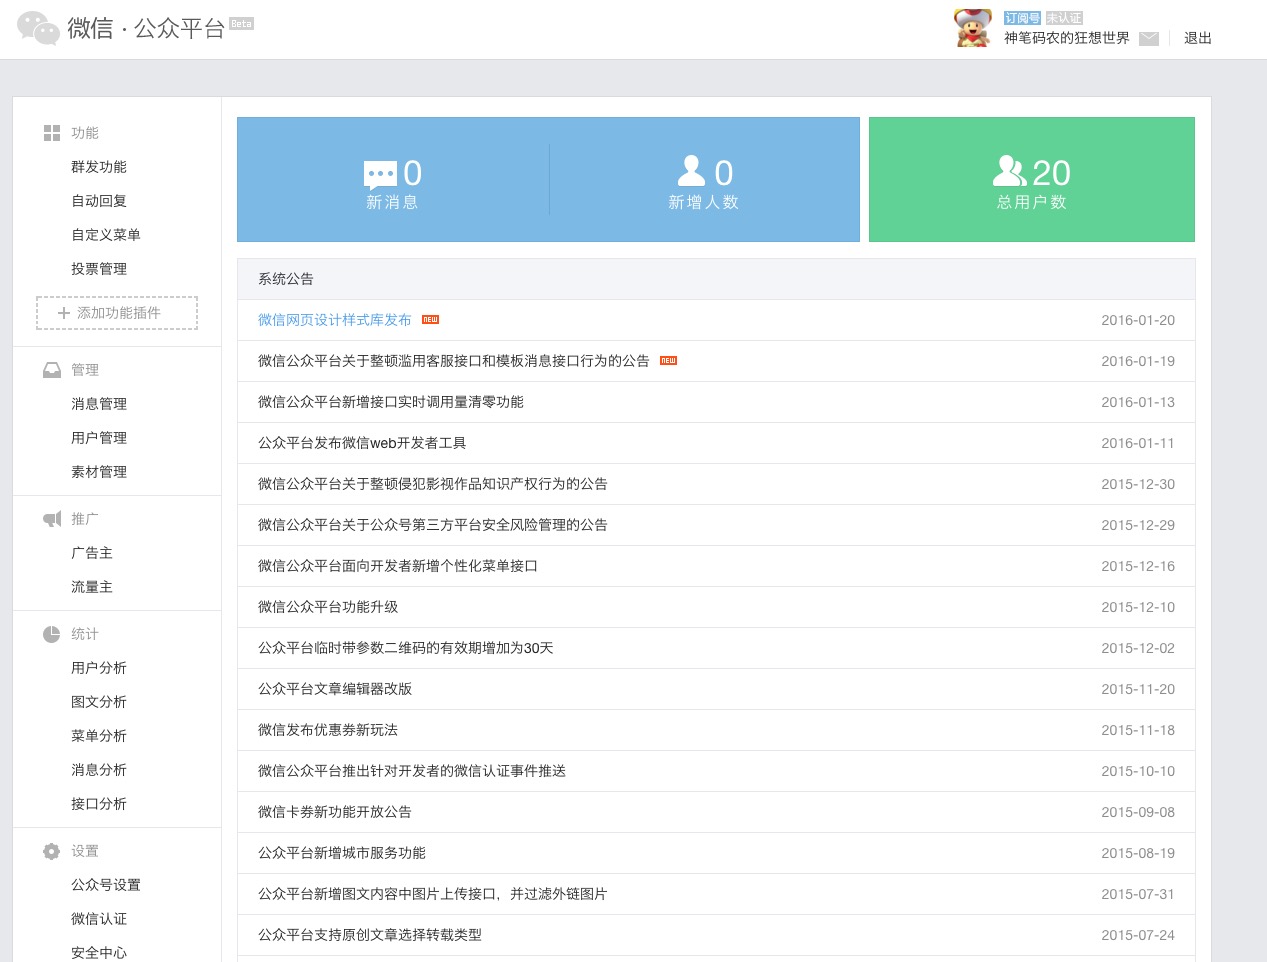 微信·公众平台 Beta
订阅号 未认证
神笔码农的狂想世界 退出
功能
群发功能
自动回复
自定义菜单
投票管理
+ 添加功能插件
管理
消息管理
用户管理
素材管理
推广
广告主
流量主
统计
用户分析
图文分析
菜单分析
消息分析
接口分析
设置
公众号设置
微信认证
安全中心
0
新消息
0
新增人数
20
总用户数
系统公告
微信网页设计样式库发布 NEW 2016-01-20
微信公众平台关于整顿滥用客服接口和模板消息接口行为的公告 NEW 2016-01-19
微信公众平台新增接口实时调用量清零功能 2016-01-13
公众平台发布微信web开发者工具 2016-01-11
微信公众平台关于整顿侵犯影视作品知识产权行为的公告 2015-12-30
微信公众平台关于公众号第三方平台安全风险管理的公告 2015-12-29
微信公众平台面向开发者新增个性化菜单接口 2015-12-16
微信公众平台功能升级 2015-12-10
公众平台临时带参数二维码的有效期增加为30天 2015-12-02
公众平台文章编辑器改版 2015-11-20
微信发布优惠券新玩法 2015-11-18
微信公众平台推出针对开发者的微信认证事件推送 2015-10-10
微信卡券新功能开放公告 2015-09-08
公众平台新增城市服务功能 2015-08-19
公众平台新增图文内容中图片上传接口，并过滤外链图片 2015-07-31
公众平台支持原创文章选择转载类型 2015-07-24